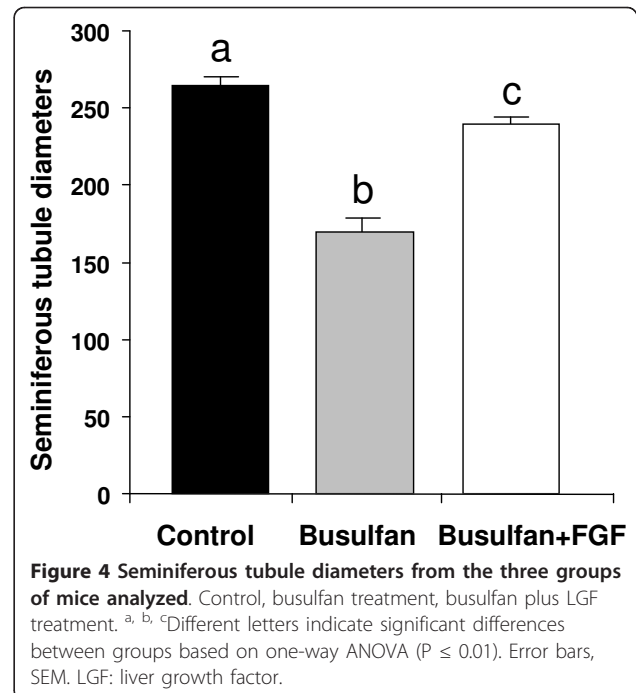 300
250
200
150
100
50
0
Seminiferous tubule diameters
a
b
c
Control Busulfan Busulfan+FGF
Figure 4 Seminiferous tubule diameters from the three groups
of mice analyzed. Control, busulfan treatment, busulfan plus LGF
treatment. a, b, cDifferent letters indicate significant differences
between groups based on one-way ANOVA (P ≤ 0.01). Error bars,
SEM. LGF: liver growth factor.